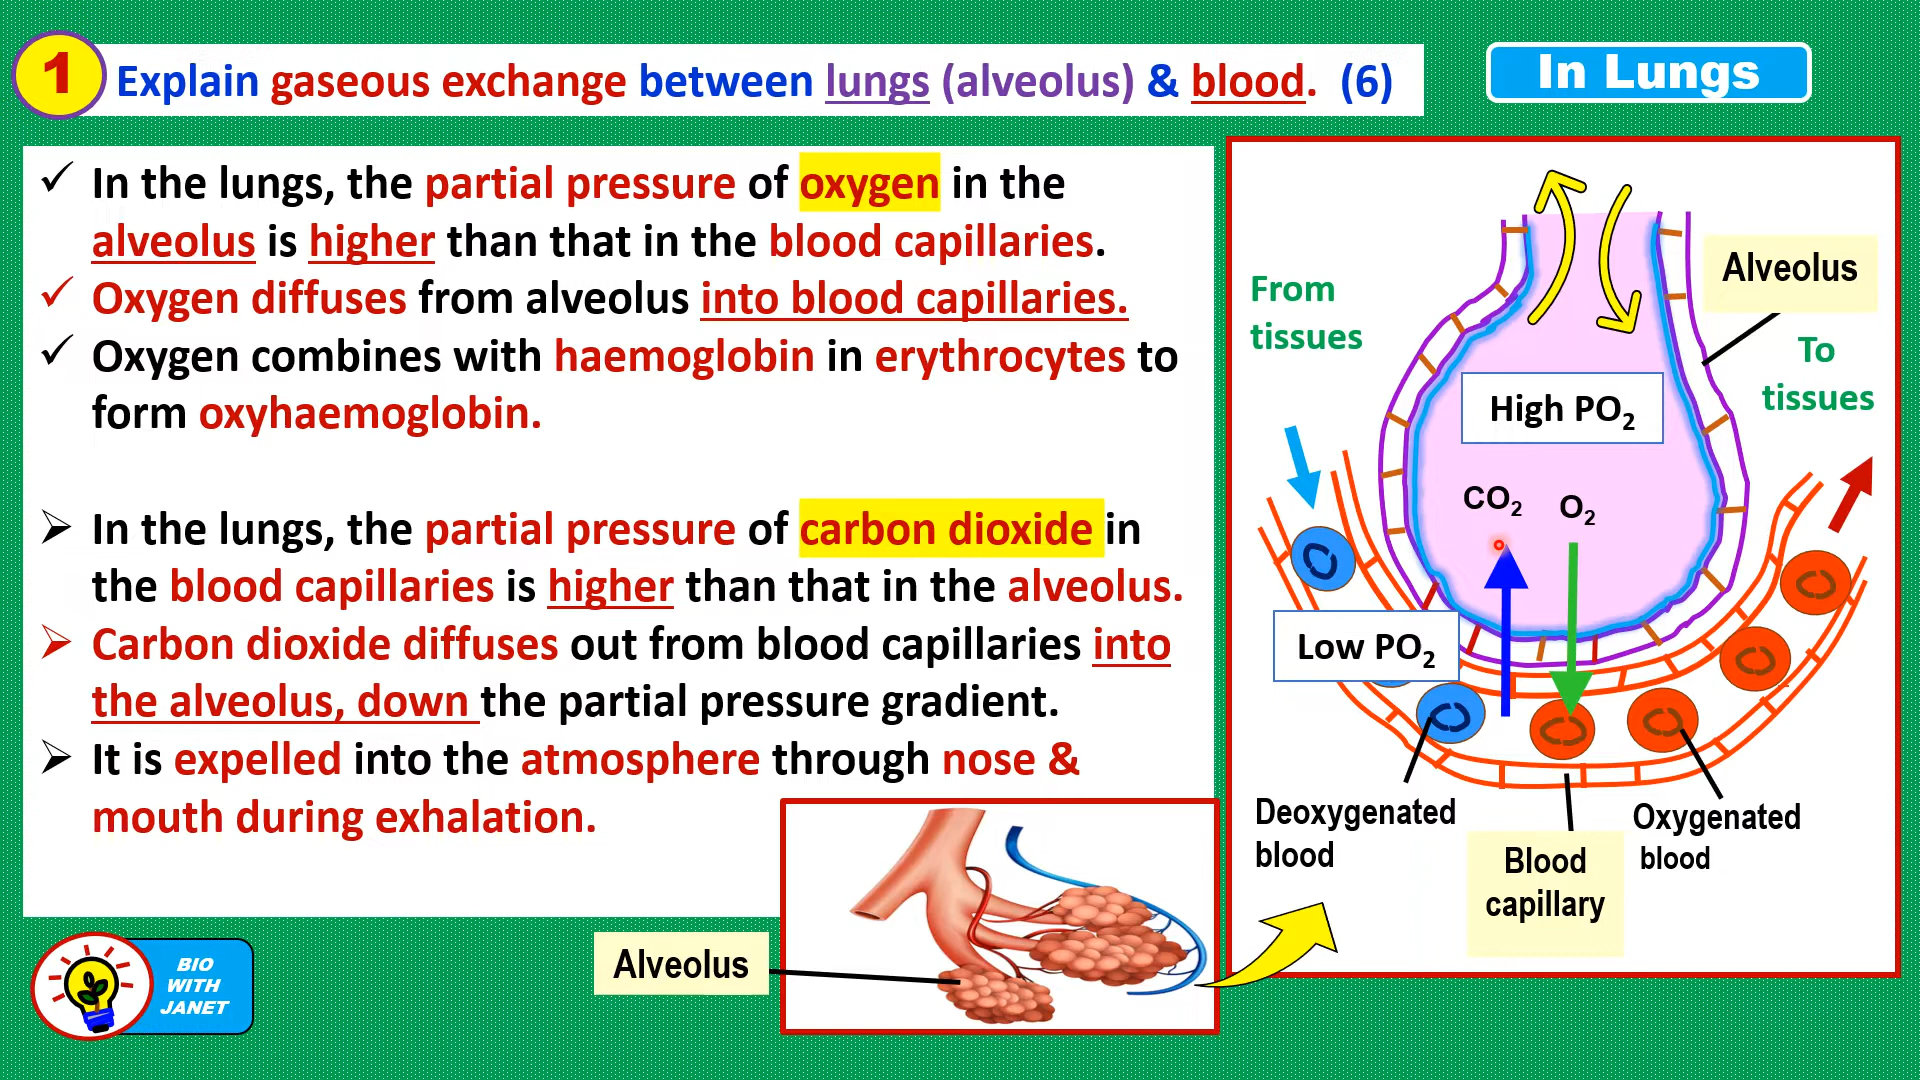 1
Explain gaseous exchange between lungs (alveolus) & blood. (6)
In Lungs
✓ In the lungs, the partial pressure of oxygen in the
alveolus is higher than that in the blood capillaries.
✓ Oxygen diffuses from alveolus into blood capillaries.
✓ Oxygen combines with haemoglobin in erythrocytes to
form oxyhaemoglobin.
➢ In the lungs, the partial pressure of carbon dioxide in
the blood capillaries is higher than that in the alveolus.
➢ Carbon dioxide diffuses out from blood capillaries into
the alveolus, down the partial pressure gradient.
➢ It is expelled into the atmosphere through nose &
mouth during exhalation.
Alveolus
BIO
WITH
JANET
From
tissues
Alveolus
To
tissues
High PO₂
CO₂
O₂
Low PO₂
Deoxygenated
blood
Blood
capillary
Oxygenated
blood